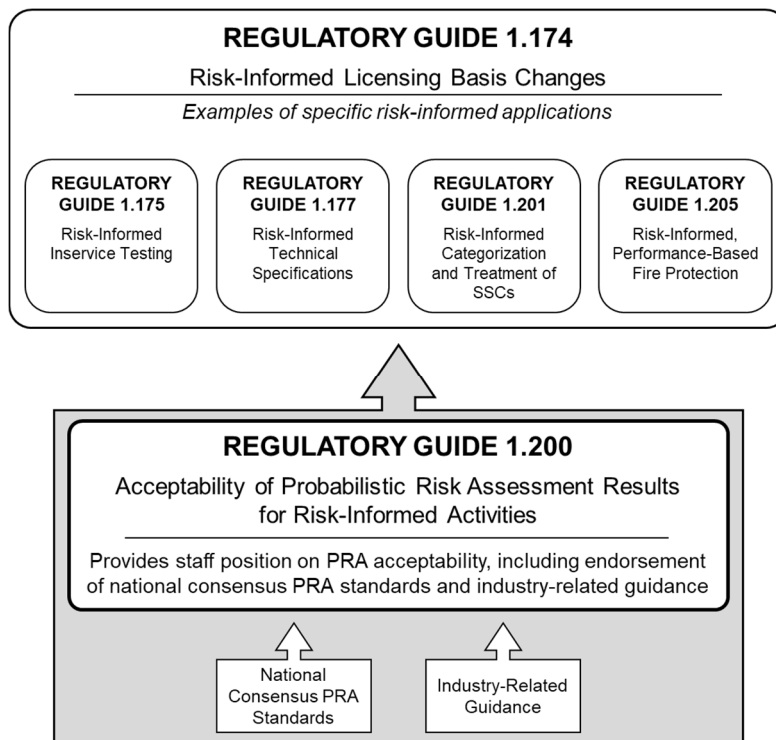 REGULATORY GUIDE 1.174
Risk-Informed Licensing Basis Changes
Examples of specific risk-informed applications
REGULATORY
GUIDE 1.175
Risk-Informed
Inservice Testing
REGULATORY
GUIDE 1.177
Risk-Informed
Technical
Specifications
REGULATORY
GUIDE 1.201
Risk-Informed
Categorization
and Treatment of
SSCs
REGULATORY
GUIDE 1.205
Risk-Informed,
Performance-Based
Fire Protection
REGULATORY GUIDE 1.200
Acceptability of Probabilistic Risk Assessment Results
for Risk-Informed Activities
Provides staff position on PRA acceptability, including endorsement
of national consensus PRA standards and industry-related guidance
National
Consensus PRA
Standards
Industry-Related
Guidance